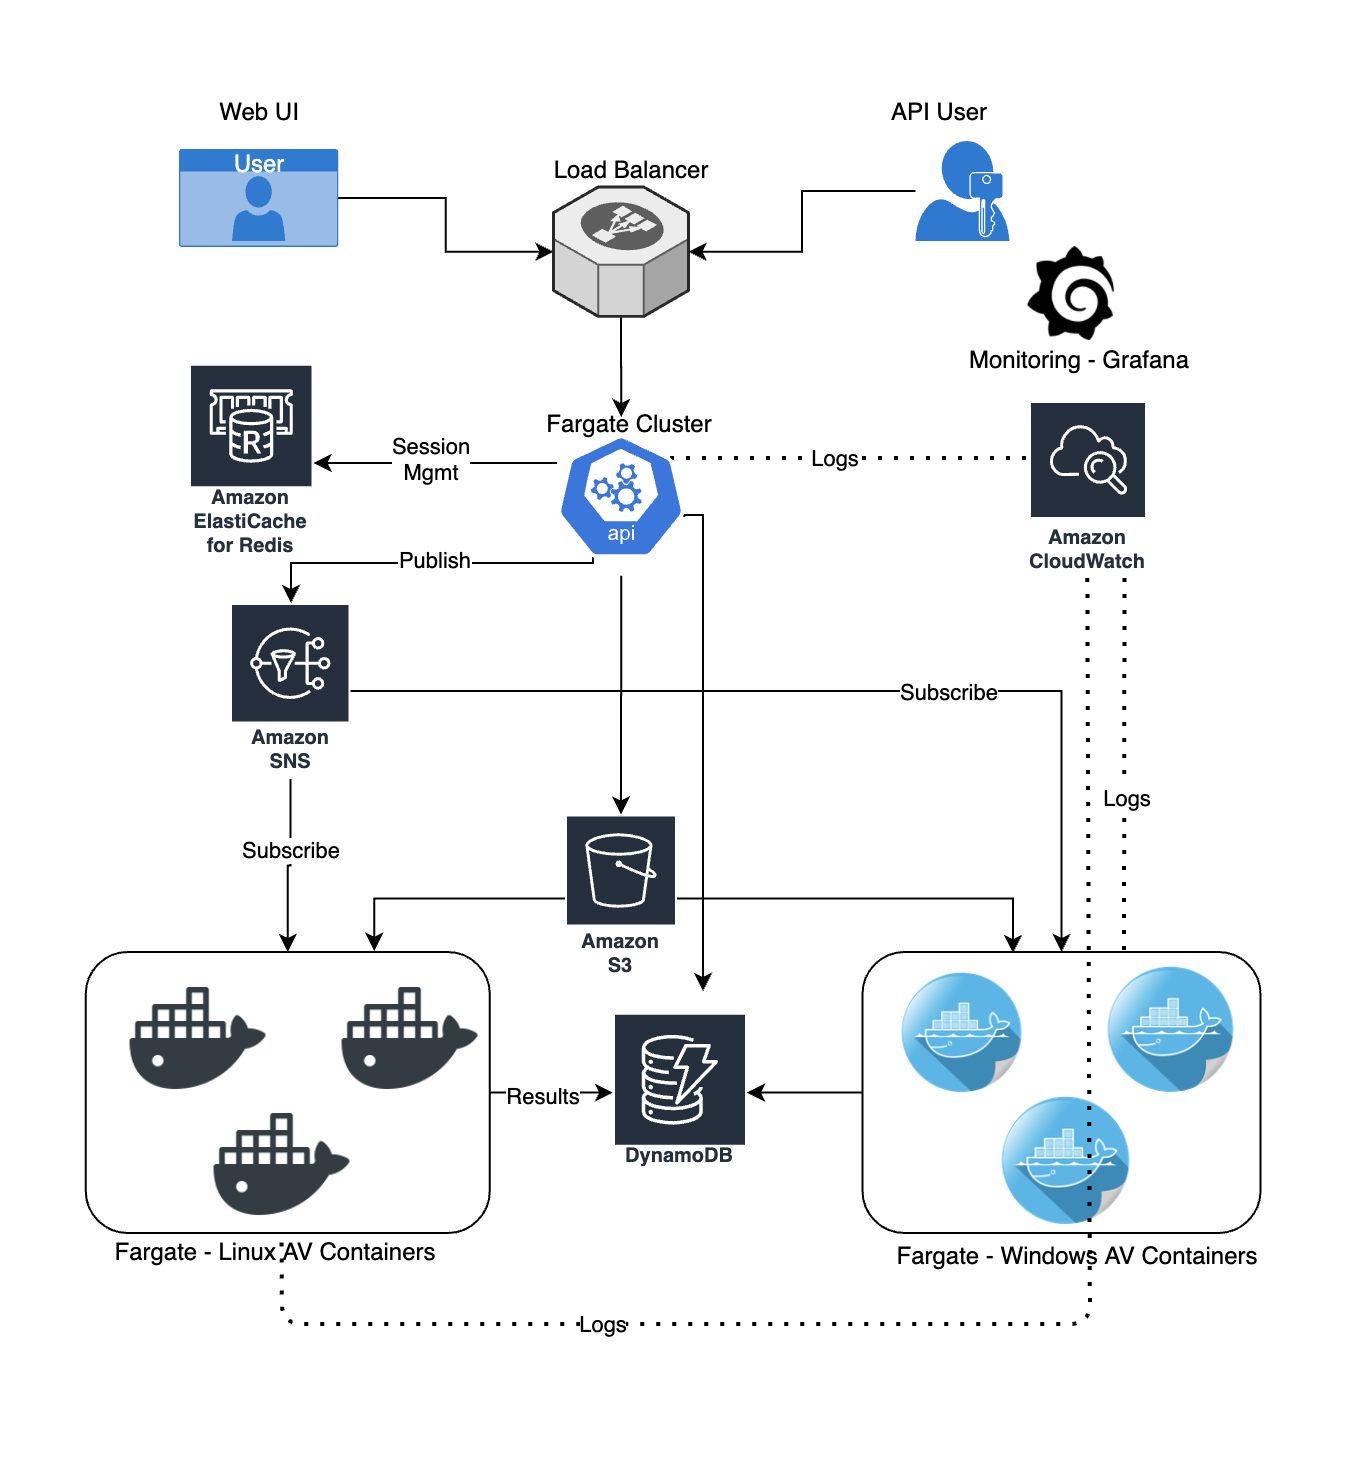 Web UI
API User
User
Load Balancer
Monitoring - Grafana
Fargate Cluster
Session
Mgmt
Logs
R
Amazon
ElastiCache
for Redis
api
Amazon
CloudWatch
Publish
Subscribe
Amazon
SNS
Logs
Subscribe
Amazon
S3
Results
DynamoDB
Fargate - Linux AV Containers
Fargate - Windows AV Containers
Logs